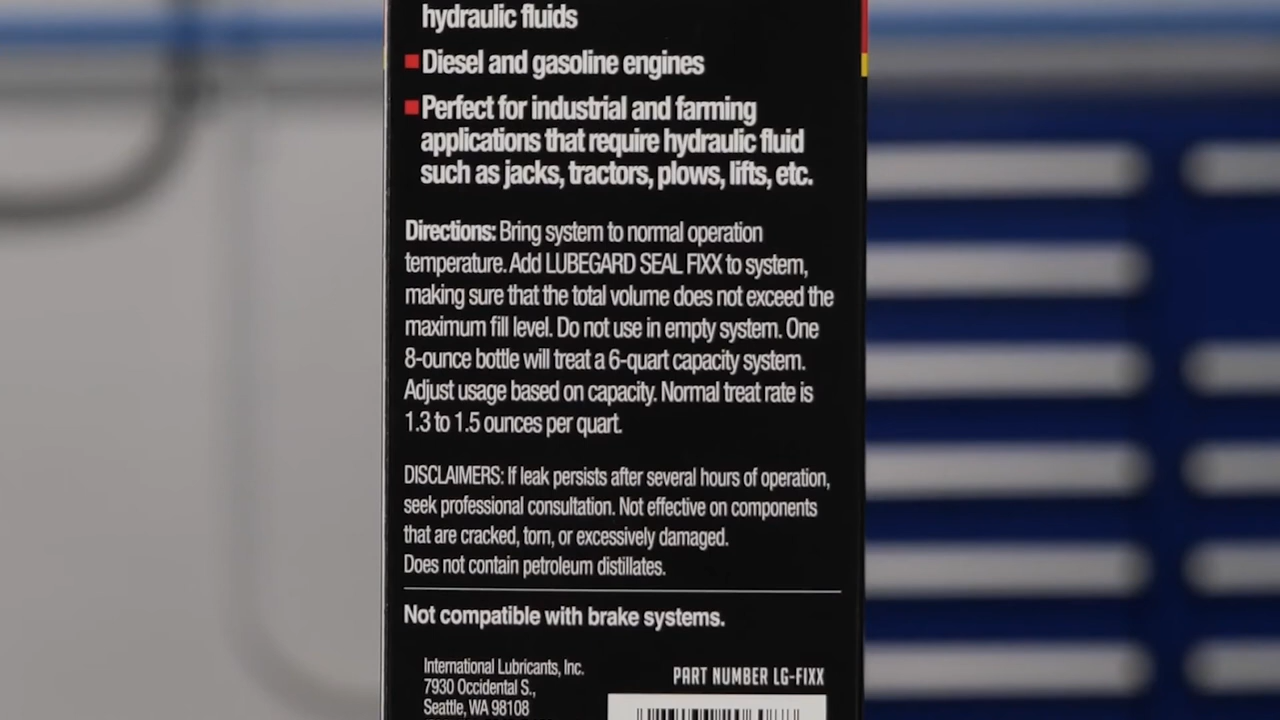 hydraulic fluids
Diesel and gasoline engines
Perfect for industrial and farming
applications that require hydraulic fluid
such as jacks, tractors, plows, lifts, etc.
Directions: Bring system to normal operation
temperature. Add LUBEGARD SEAL FIXX to system,
making sure that the total volume does not exceed the
maximum fill level. Do not use in empty system. One
8-ounce bottle will treat a 6-quart capacity system.
Adjust usage based on capacity. Normal treat rate is
1.3 to 1.5 ounces per quart.
DISCLAIMERS: If leak persists after several hours of operation,
seek professional consultation. Not effective on components
that are cracked, torn, or excessively damaged.
Does not contain petroleum distillates.
Not compatible with brake systems.
International Lubricants, Inc.
7930 Occidental S.,
Seattle, WA 98108
PART NUMBER LG-FIXX